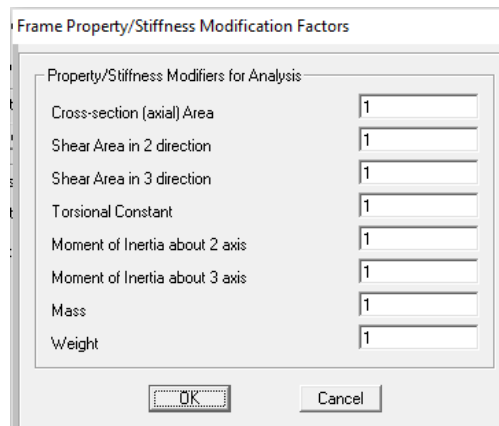 Frame Property/Stiffness Modification Factors
Property/Stiffness Modifiers for Analysis
Cross-section (axial) Area 1
Shear Area in 2 direction 1
Shear Area in 3 direction 1
Torsional Constant 1
Moment of Inertia about 2 axis 1
Moment of Inertia about 3 axis 1
Mass 1
Weight 1
OK Cancel